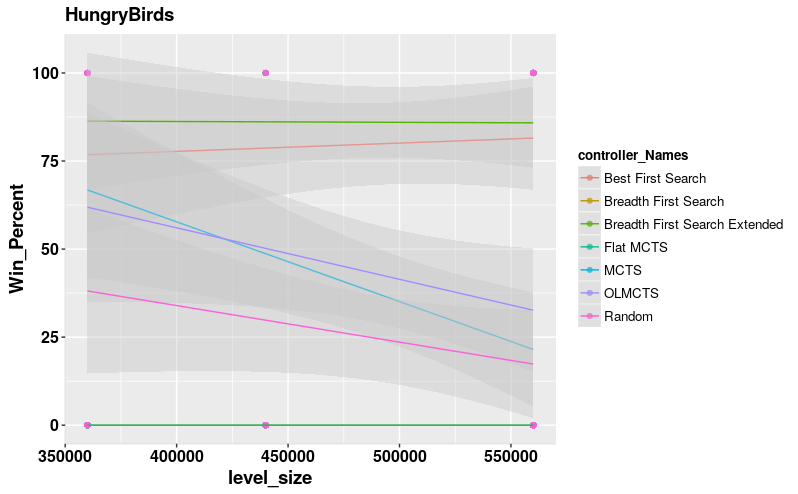 HungryBirds
Win_Percent
100
75
50
25
0
350000 400000 450000 500000 550000
level_size
controller_Names
Best First Search
Breadth First Search
Breadth First Search Extended
Flat MCTS
MCTS
OLMCTS
Random